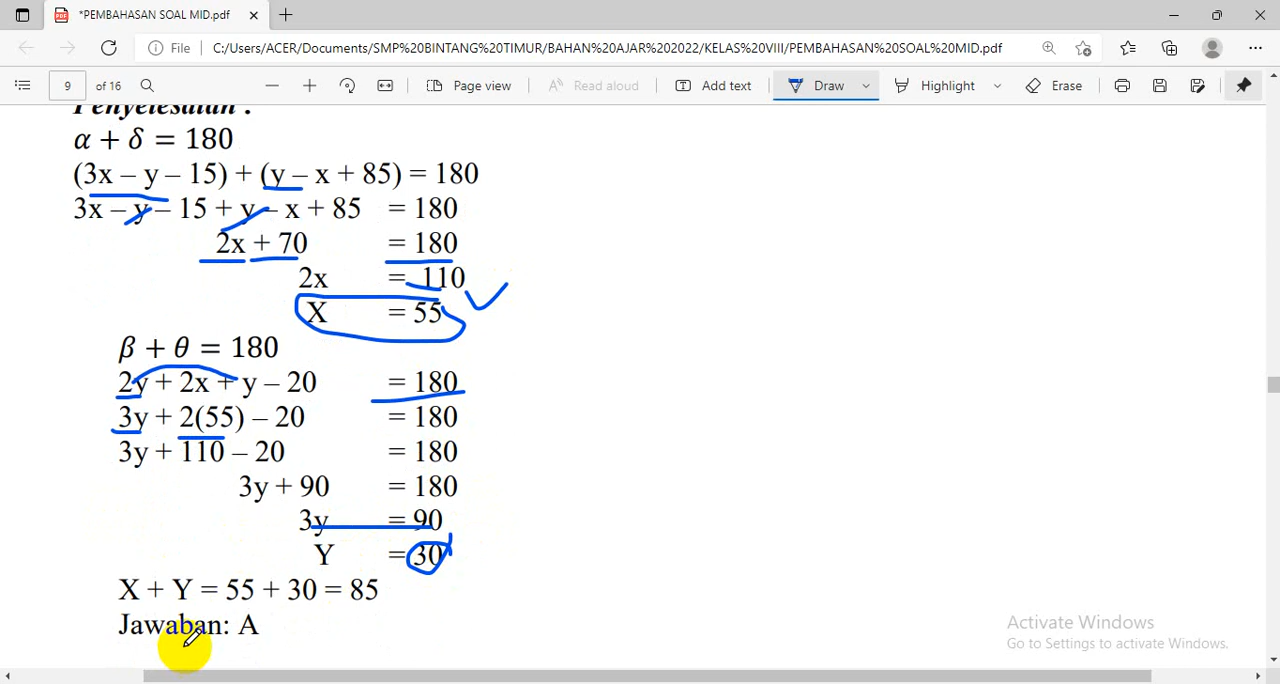 *PEMBAHASAN SOAL MID.pdf
File C:/Users/ACER/Documents/SMP%20BINTANG%20TIMUR/BAHAN%20AJAR%202022/KELAS%20VIII/PEMBAHASAN%20SOAL%20MID.pdf
9 of 16 Page view Read aloud Add text Draw Highlight Erase
Penyelesaian :
α + δ = 180
(3x – y – 15) + (y – x + 85) = 180
3x – y – 15 + y – x + 85 = 180
2x + 70 = 180
2x = 110
X = 55
β + θ = 180
2y + 2x + y – 20 = 180
3y + 2(55) – 20 = 180
3y + 110 – 20 = 180
3y + 90 = 180
3y = 90
Y = 30
X + Y = 55 + 30 = 85
Jawaban: A
Activate Windows
Go to Settings to activate Windows.